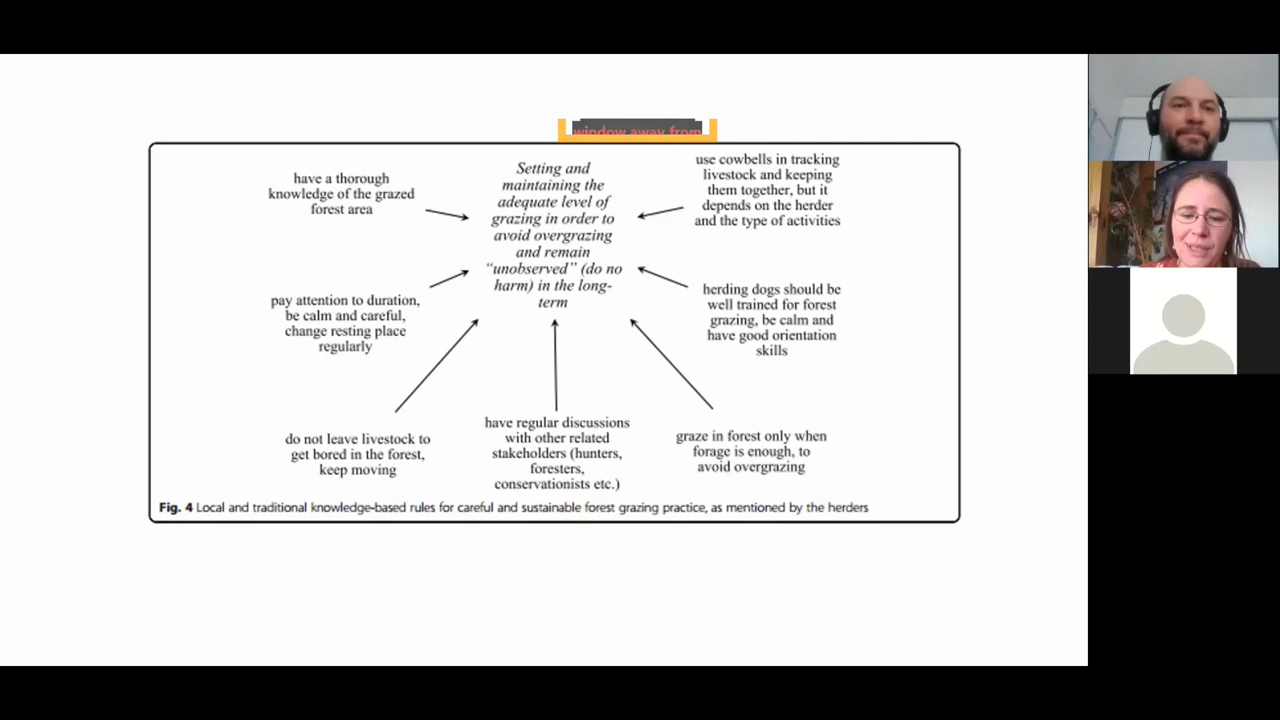 window away from
have a thorough
knowledge of the grazed
forest area
Setting and
maintaining the
adequate level of
grazing in order to
avoid overgrazing
and remain
“unobserved” (do no
harm) in the long-
term
use cowbells in tracking
livestock and keeping
them together, but it
depends on the herder
and the type of activities
pay attention to duration,
be calm and careful,
change resting place
regularly
herding dogs should be
well trained for forest
grazing, be calm and
have good orientation
skills
do not leave livestock to
get bored in the forest,
keep moving
have regular discussions
with other related
stakeholders (hunters,
foresters,
conservationists etc.)
graze in forest only when
forage is enough, to
avoid overgrazing
Fig. 4 Local and traditional knowledge-based rules for careful and sustainable forest grazing practice, as mentioned by the herders